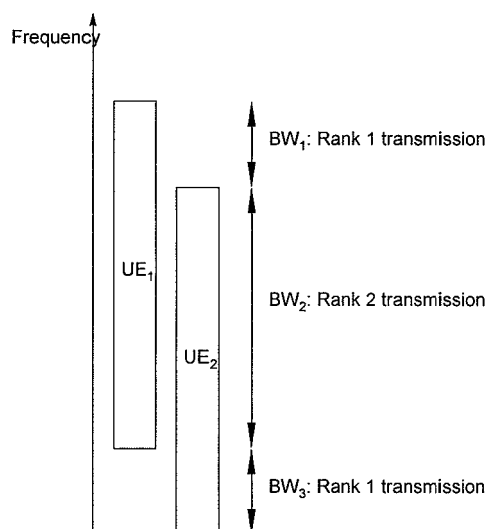 Frequency
BW₁: Rank 1 transmission
UE₁
BW₂: Rank 2 transmission
UE₂
BW₃: Rank 1 transmission